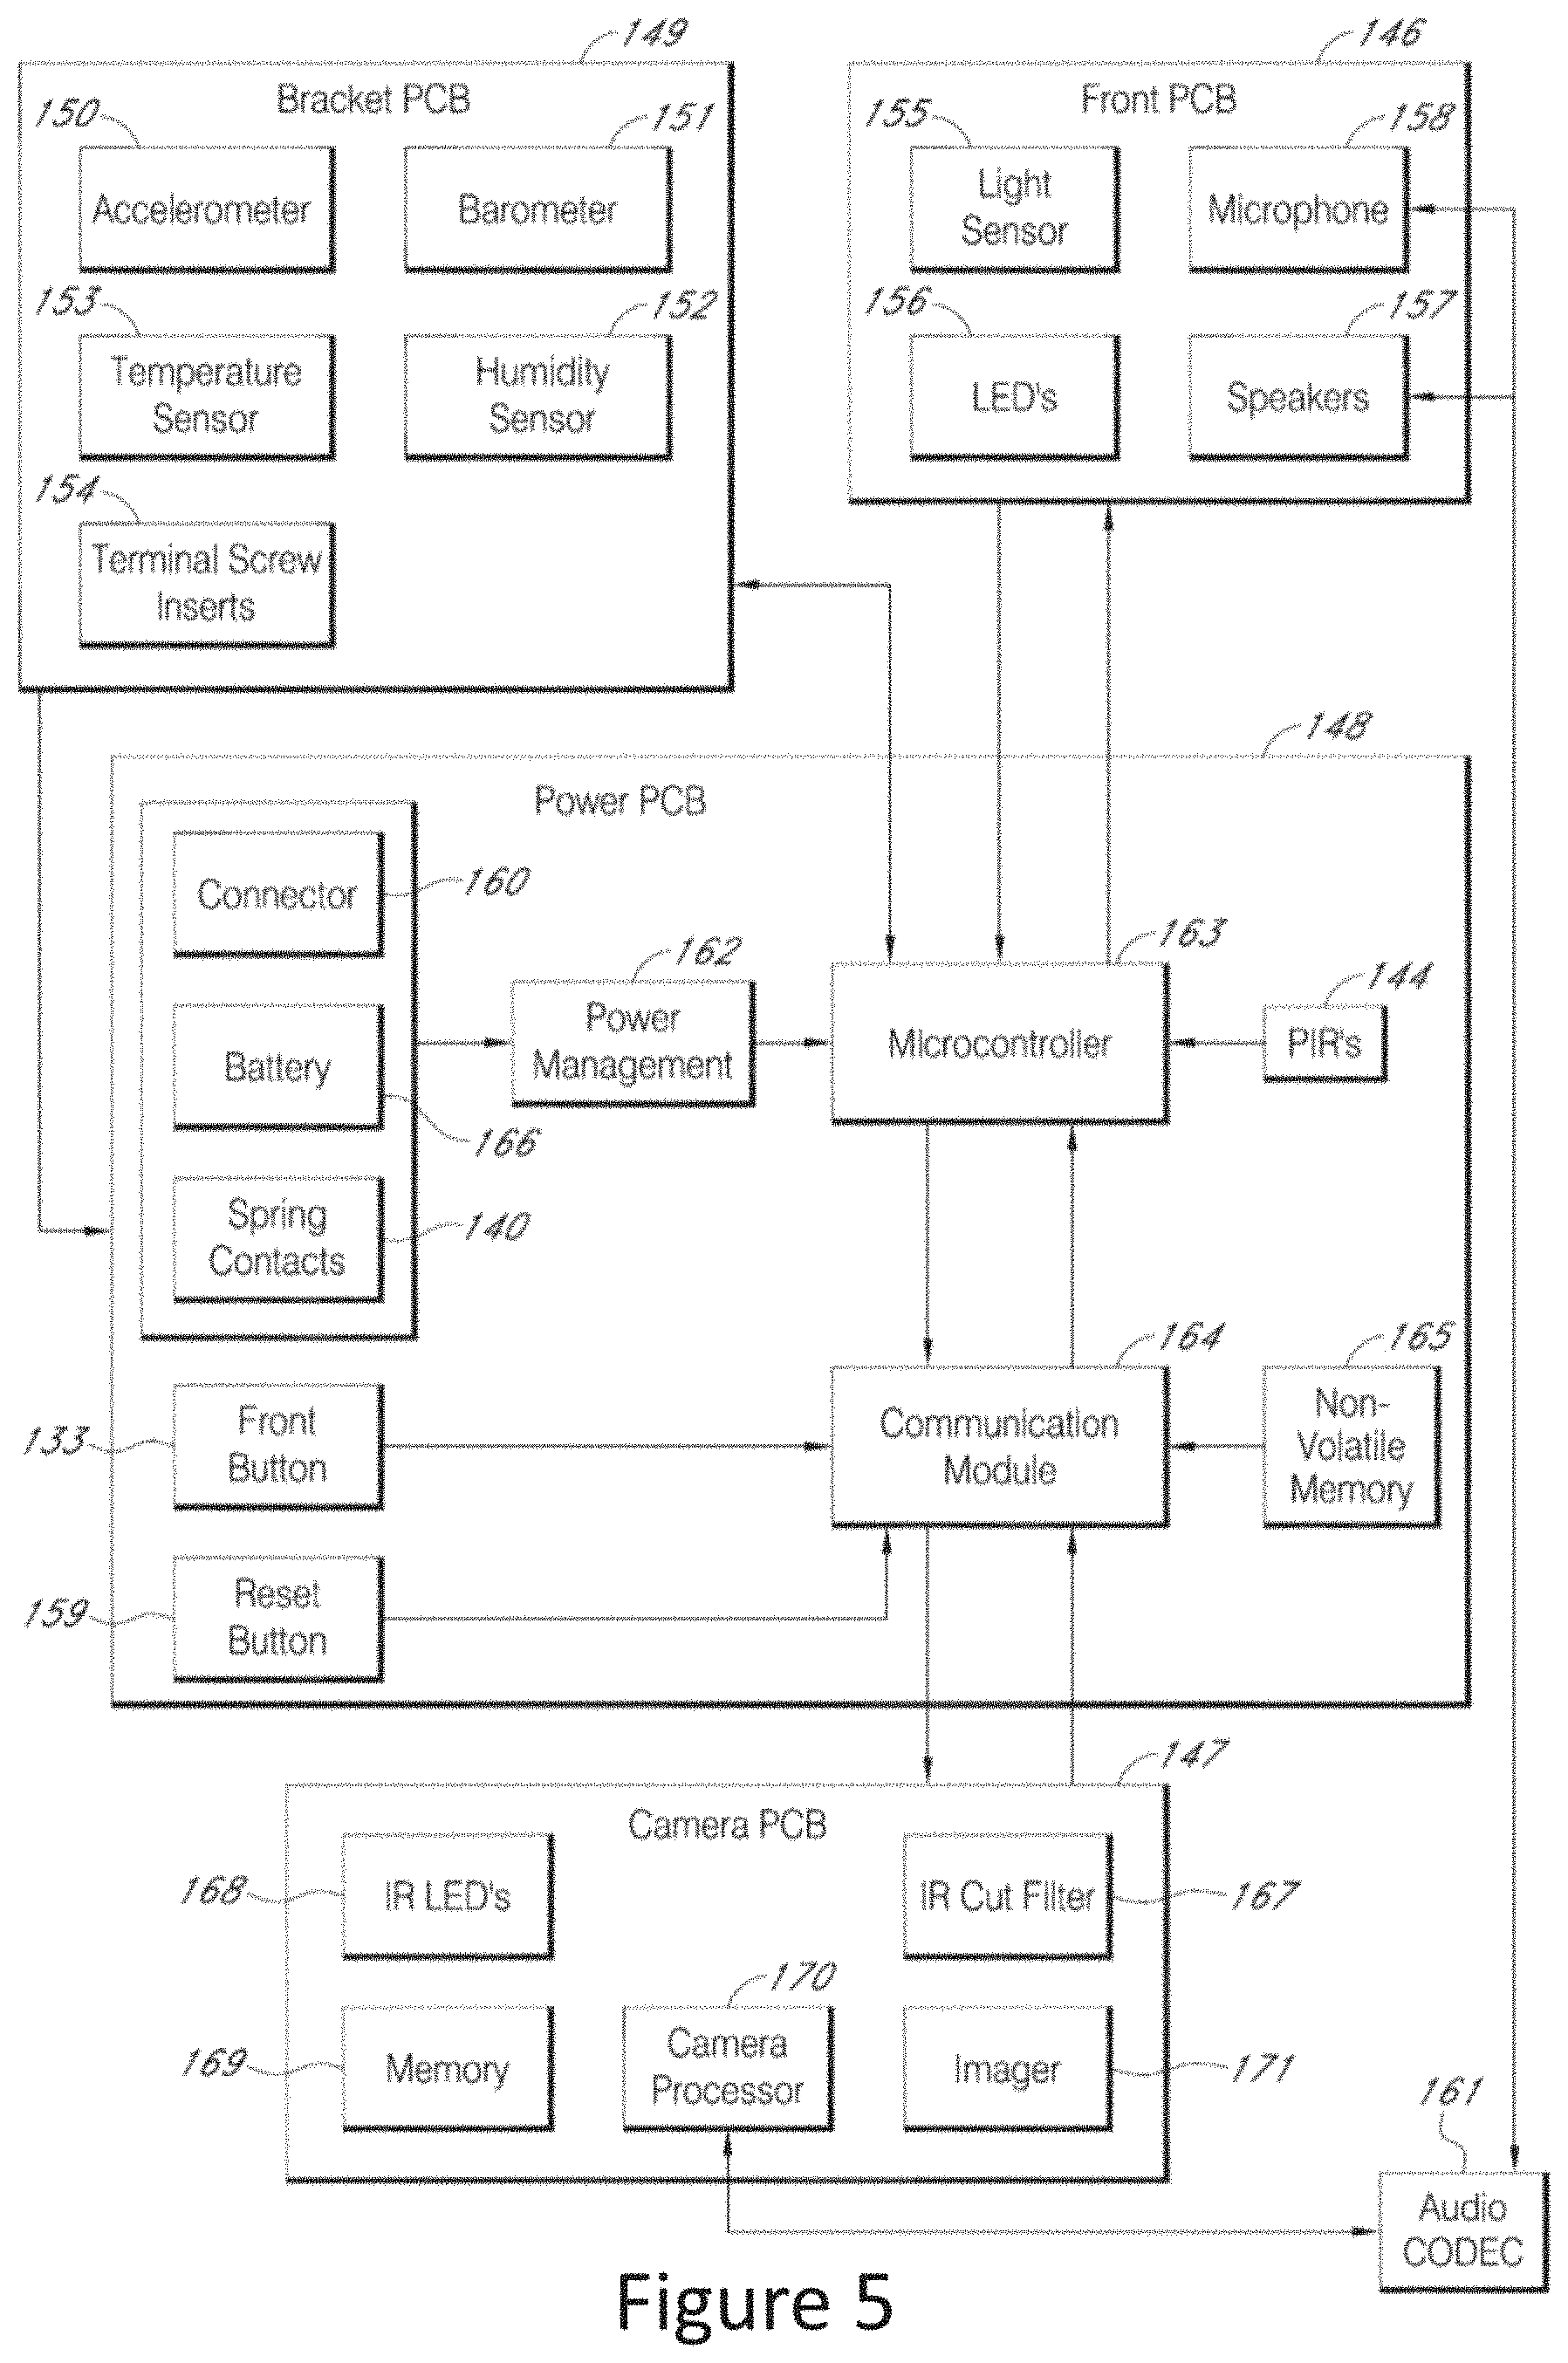 149
Bracket PCB
150
Accelerometer
151
Barometer
153
Temperature
Sensor
152
Humidity
Sensor
154
Terminal Screw
Inserts
146
Front PCB
155
Light
Sensor
158
Microphone
156
LED's
157
Speakers
148
Power PCB
Connector
160
Battery
166
Spring
Contacts
140
162
Power
Management
163
Microcontroller
144
PIR's
133
Front
Button
164
Communication
Module
165
Non-
Volatile
Memory
159
Reset
Button
147
Camera PCB
168
IR LED's
IR Cut Filter
167
169
Memory
170
Camera
Processor
Imager
171
161
Audio
CODEC
Figure 5